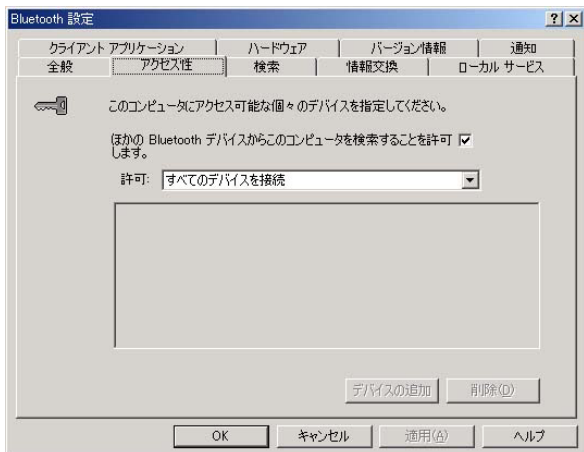 Bluetooth 設定
クライアント アプリケーション ハードウェア バージョン情報 通知
全般 アクセス性 検索 情報交換 ローカル サービス
このコンピュータにアクセス可能な個々のデバイスを指定してください。
ほかの Bluetooth デバイスからこのコンピュータを検索することを許可
します。
許可: すべてのデバイスを接続
デバイスの追加 削除(D)
OK キャンセル 適用(A) ヘルプ